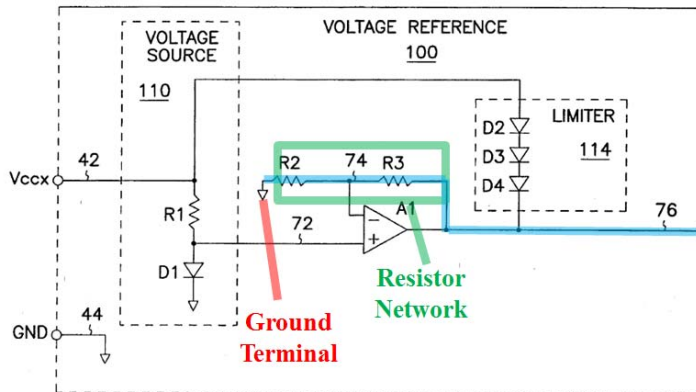 VOLTAGE
SOURCE
110
VOLTAGE REFERENCE
100
LIMITER
114
D2
D3
D4
42
Vccx
R2
74
R3
A1
R1
72
76
D1
−
+
44
GND
Ground
Terminal
Resistor
Network